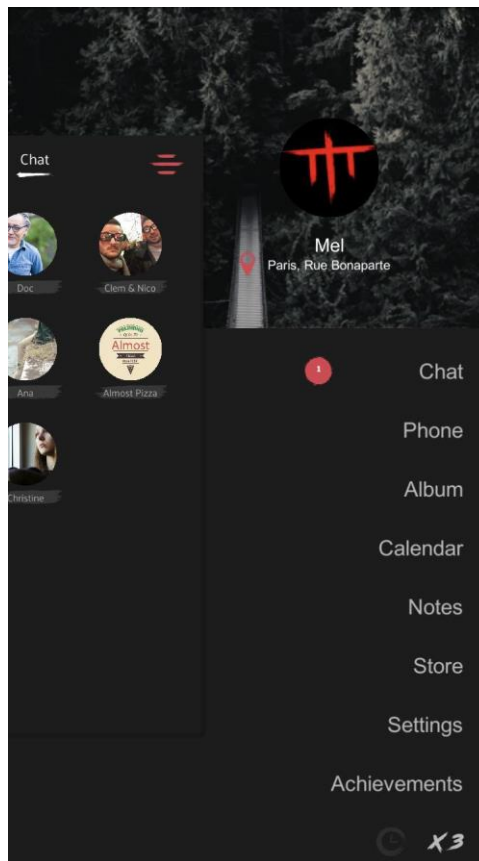 Chat
Doc
Clem & Nico
Ana
Almost
Almost Pizza
Christine
Mel
Paris, Rue Bonaparte
1
Chat
Phone
Album
Calendar
Notes
Store
Settings
Achievements
X3